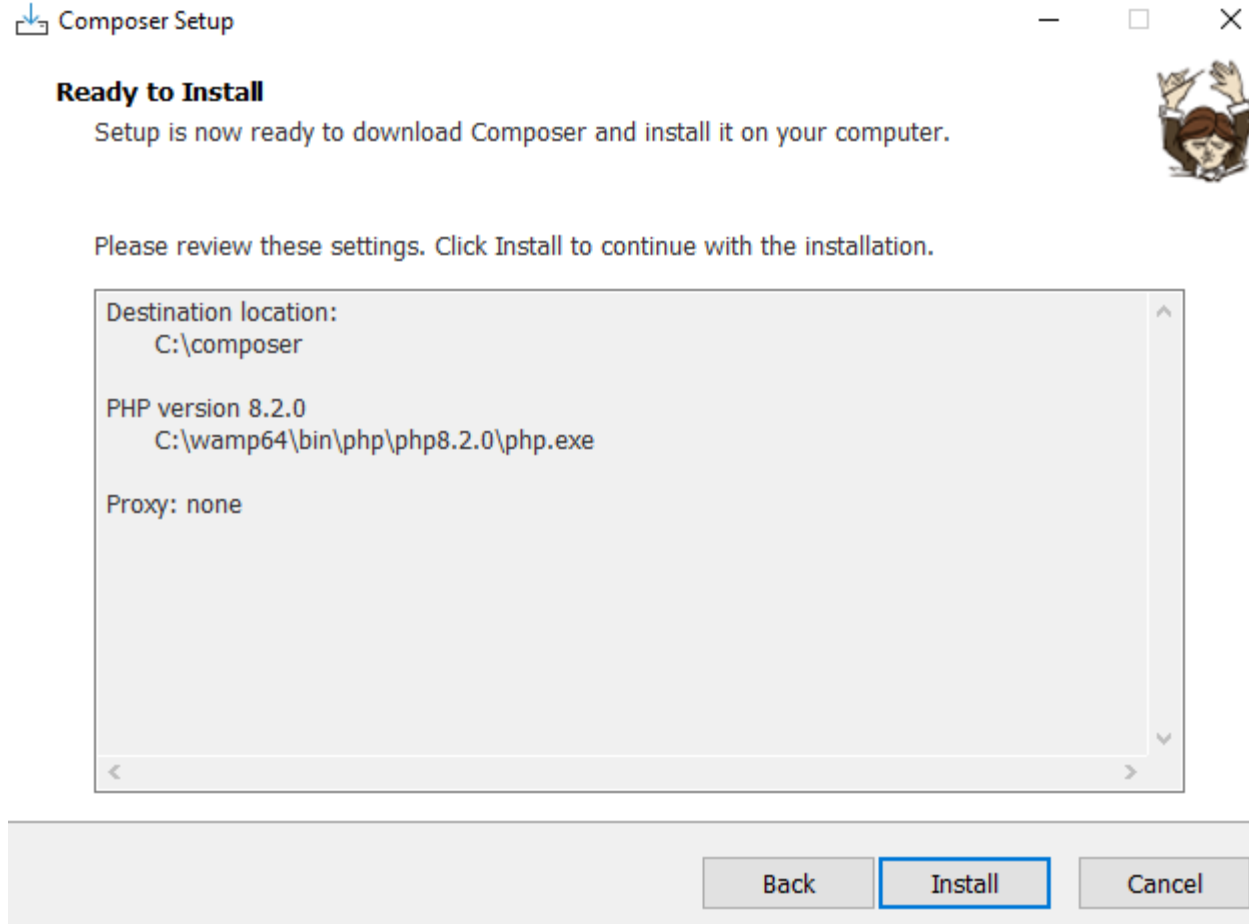 Composer Setup
Ready to Install
Setup is now ready to download Composer and install it on your computer.
Please review these settings. Click Install to continue with the installation.
Destination location:
C:\composer
PHP version 8.2.0
C:\wamp64\bin\php\php8.2.0\php.exe
Proxy: none
Back
Install
Cancel